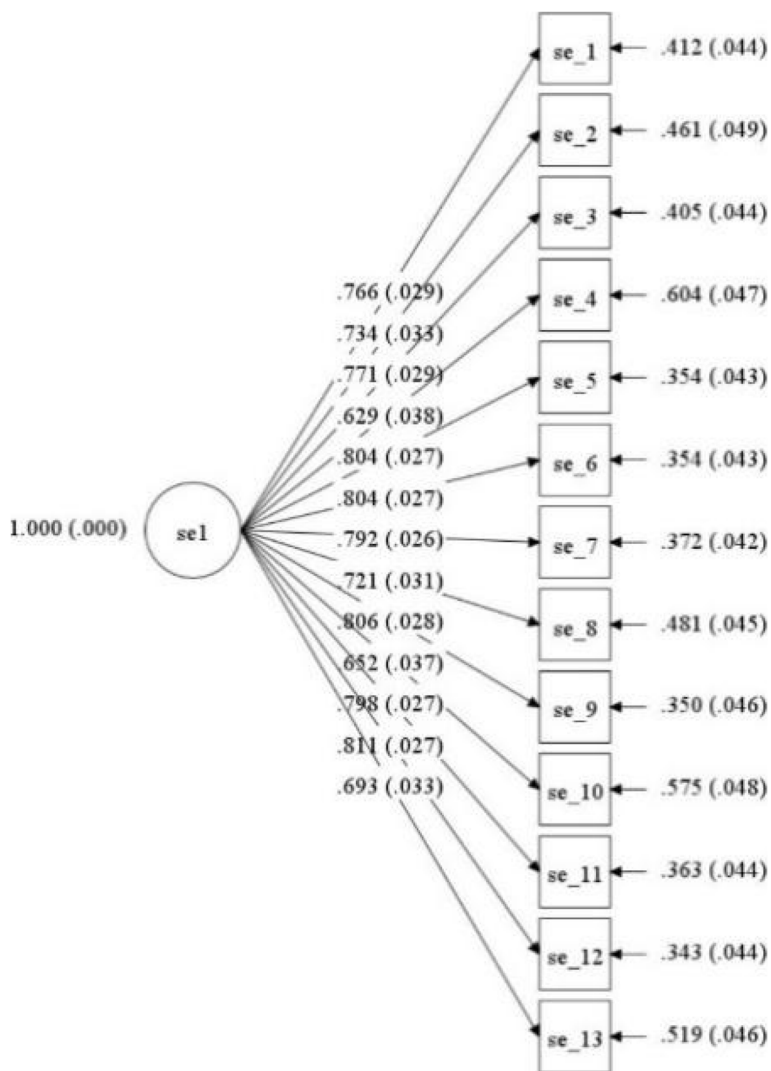 se_1 .412 (.044)
se_2 .461 (.049)
se_3 .405 (.044)
.766 (.029)
se_4 .604 (.047)
.734 (.033)
.771 (.029)
se_5 .354 (.043)
.629 (.038)
.804 (.027)
se_6 .354 (.043)
.804 (.027)
1.000 (.000) se1
.792 (.026)
se_7 .372 (.042)
.721 (.031)
.806 (.028)
se_8 .481 (.045)
.652 (.037)
.798 (.027)
se_9 .350 (.046)
.811 (.027)
.693 (.033)
se_10 .575 (.048)
se_11 .363 (.044)
se_12 .343 (.044)
se_13 .519 (.046)